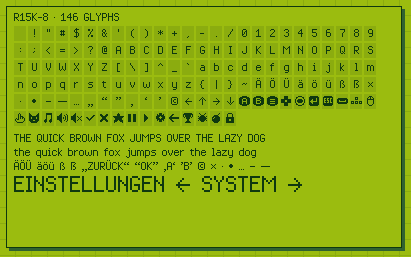 R15K-8 · 146 GLYPHS
! " # $ % & ' ( ) * + , - . / 0 1 2 3 4 5 6 7 8 9
: ; < = > ? @ A B C D E F G H I J K L M N O P Q R S
T U V W X Y Z [ \ ] ^ _ ` a b c d e f g h i j k l m
n o p q r s t u v w x y z { | } ~ Ä Ö Ü ä ö ü ß ẞ ×
· • – — … „ “ ” ‚ ‘ ’ © ← ↑ → ↓ A B ESC
THE QUICK BROWN FOX JUMPS OVER THE LAZY DOG
the quick brown fox jumps over the lazy dog
ÄÖÜ äöü ß ẞ „ZURÜCK“ “OK” ‚A‘ ‘B’ © × · • … – —
EINSTELLUNGEN ← SYSTEM →